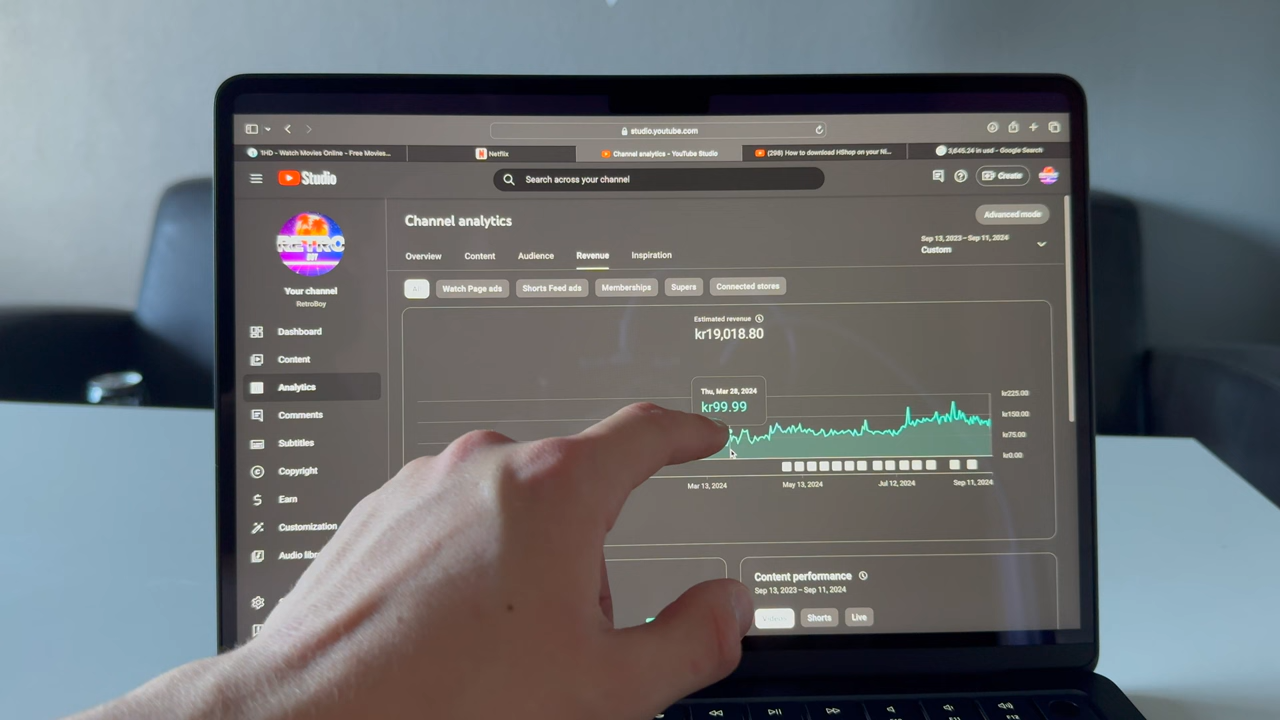 studio.youtube.com
1HD - Watch Movies Online - Free Movies...
Netflix
Channel analytics - YouTube Studio
(298) How to download HShop on your Ni...
3,645.24 in usd - Google Search
Studio
Search across your channel
Create
RETRO
BOY
Your channel
RetroBoy
Dashboard
Content
Analytics
Comments
Subtitles
Copyright
Earn
Customization
Audio libr
Channel analytics
Advanced mode
Overview
Content
Audience
Revenue
Inspiration
Sep 13, 2023 – Sep 11, 2024
Custom
Watch Page ads
Shorts Feed ads
Memberships
Supers
Connected stores
Estimated revenue
kr19,018.80
Thu, Mar 28, 2024
kr99.99
kr225.00
kr150.00
kr75.00
kr0.00
Mar 13, 2024
May 13, 2024
Jul 12, 2024
Sep 11, 2024
Content performance
Sep 13, 2023 – Sep 11, 2024
Shorts
Live